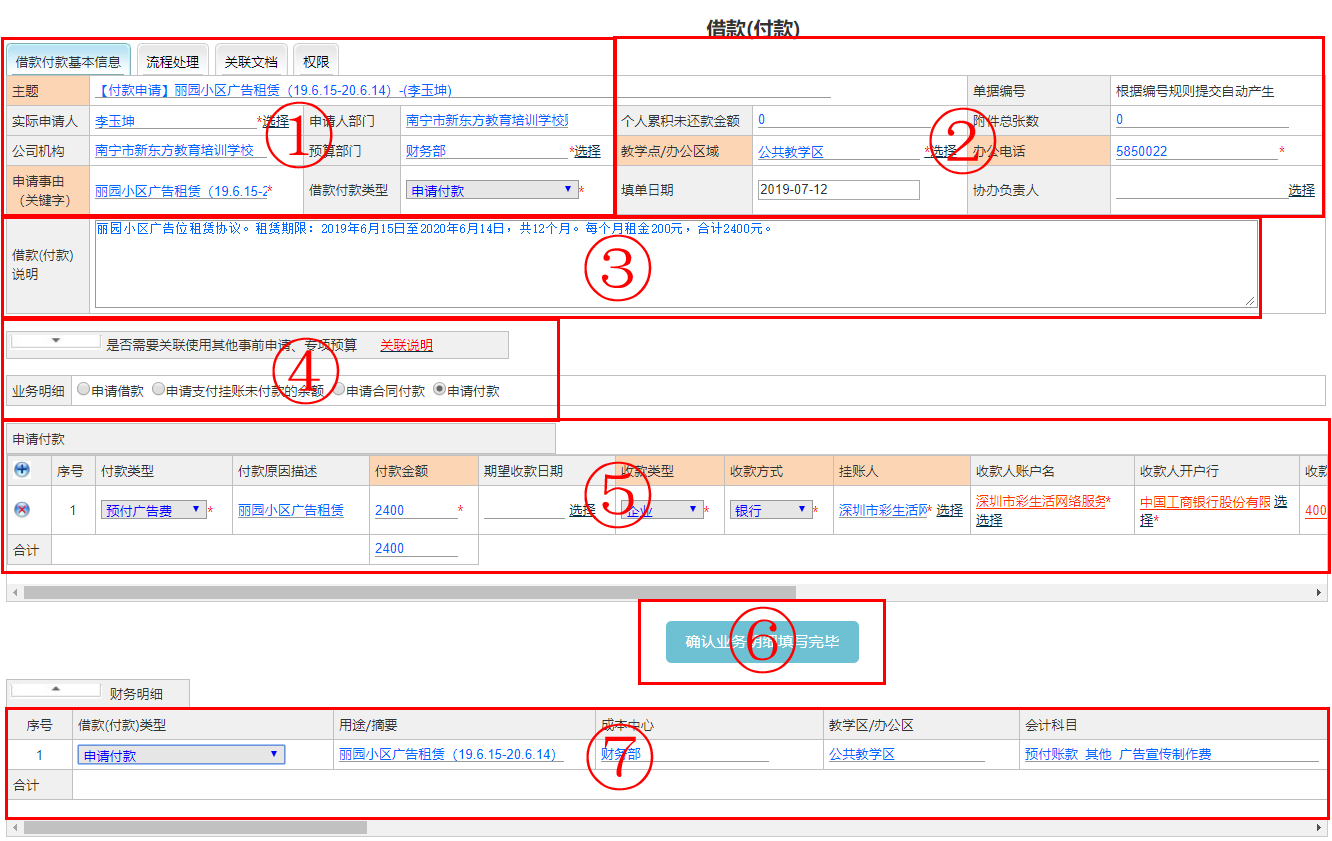 借款(付款)
借款付款基本信息 流程处理 关联文档 权限
主题 【付款申请】丽园小区广告租赁（19.6.15-20.6.14）-(李玉坤) 单据编号 根据编号规则提交自动产生
实际申请人 李玉坤 *选择 申请人部门 南宁市新东方教育培训学校 个人累积未还款金额 0 附件总张数 0
① ②
公司机构 南宁市新东方教育培训学校 预算部门 财务部 *选择 教学点/办公区域 公共教学区 *选择 办公电话 5850022 *
申请事由（关键字） 丽园小区广告租赁（19.6.15-2* 借款付款类型 申请付款 * 填单日期 2019-07-12 协办负责人 选择
借款(付款)说明 丽园小区广告位租赁协议。租赁期限：2019年6月15日至2020年6月14日，共12个月。每个月租金200元，合计2400元。
③
是否需要关联使用其他事前申请、专项预算 关联说明
④
业务明细 申请借款 申请支付挂账未付款的余额 申请合同付款 申请付款
申请付款
序号 付款类型 付款原因描述 付款金额 期望收款日期 收款类型 收款方式 挂账人 收款人账户名 收款人开户行 收款
⑤
1 预付广告费 * 丽园小区广告租赁 2400 * 选择 企业 * 银行 * 深圳市彩生活网* 选择 深圳市彩生活网络服务* 选择 中国工商银行股份有限 选择* 400
合计 2400
⑥
确认业务明细填写完毕
财务明细
序号 借款(付款)类型 用途/摘要 成本中心 教学区/办公区 会计科目
⑦
1 申请付款 丽园小区广告租赁（19.6.15-20.6.14） 财务部 公共教学区 预付账款_其他_广告宣传制作费
合计